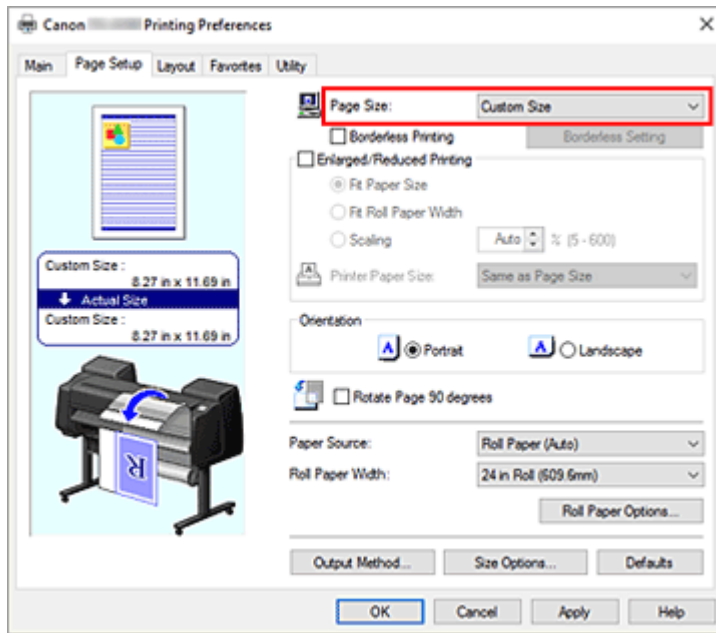 Canon Printing Preferences
Main Page Setup Layout Favorites Utility
Page Size: Custom Size
Borderless Printing Borderless Setting
Enlarged/Reduced Printing
Fit Paper Size
Fit Roll Paper Width
Scaling Auto % (5 - 600)
Printer Paper Size: Same as Page Size
Custom Size :
8.27 in x 11.69 in
Actual Size
Custom Size :
8.27 in x 11.69 in
Orientation
A Portrait A Landscape
Rotate Page 90 degrees
Paper Source: Roll Paper (Auto)
Roll Paper Width: 24 in Roll (609.6mm)
R
Roll Paper Options...
Output Method... Size Options... Defaults
OK Cancel Apply Help